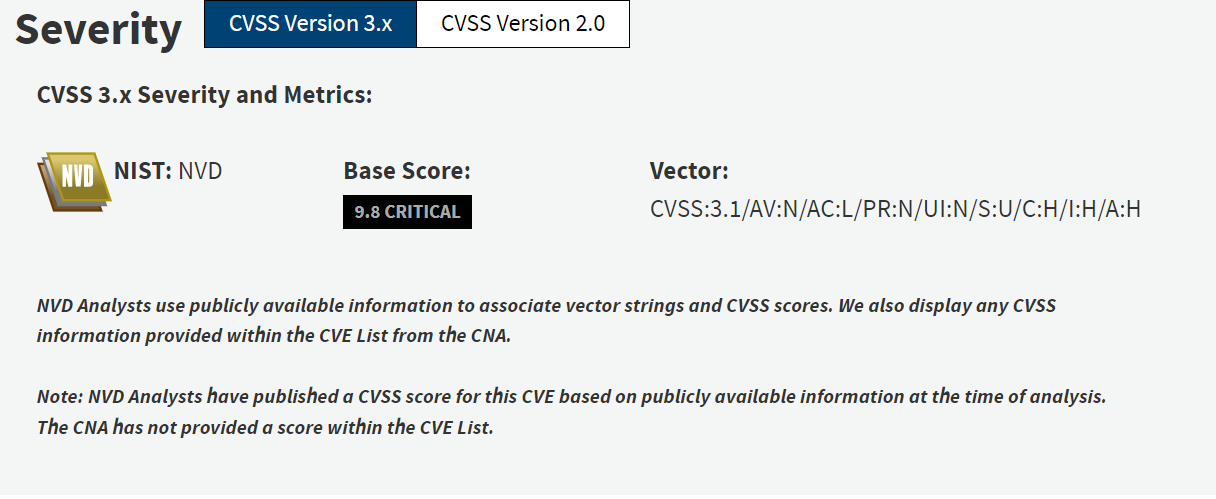 Severity CVSS Version 3.x CVSS Version 2.0
CVSS 3.x Severity and Metrics:
NVD NIST: NVD Base Score: Vector:
9.8 CRITICAL CVSS:3.1/AV:N/AC:L/PR:N/UI:N/S:U/C:H/I:H/A:H
NVD Analysts use publicly available information to associate vector strings and CVSS scores. We also display any CVSS
information provided within the CVE List from the CNA.
Note: NVD Analysts have published a CVSS score for this CVE based on publicly available information at the time of analysis.
The CNA has not provided a score within the CVE List.